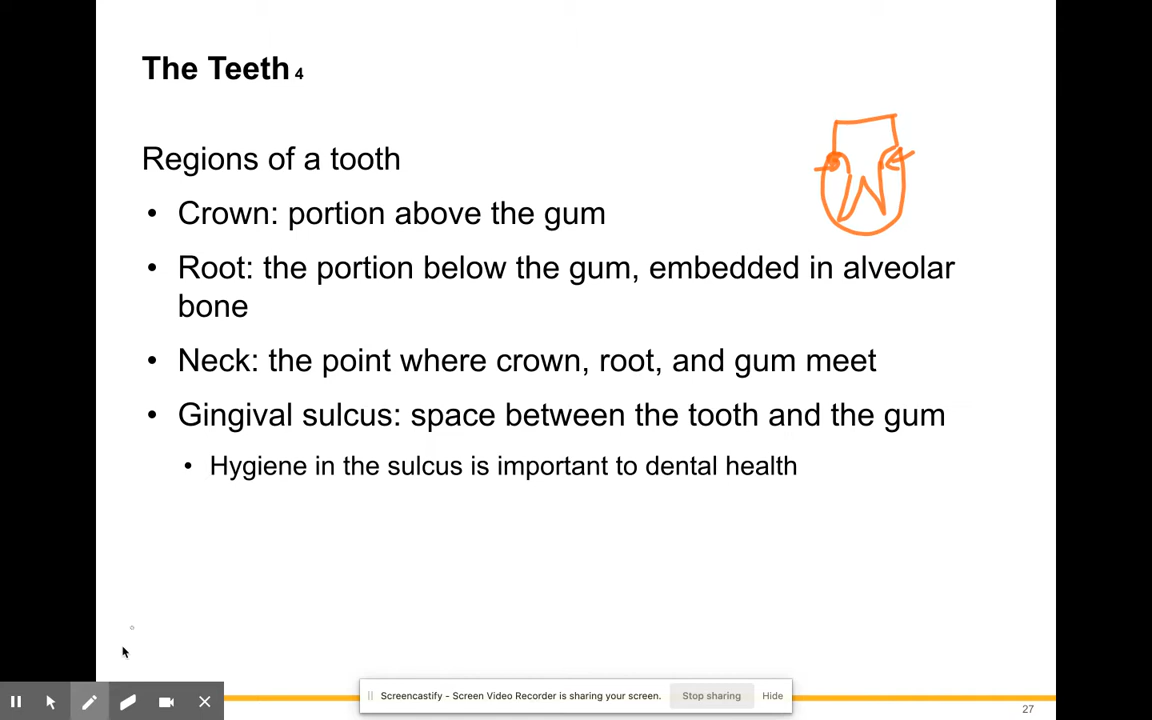 The Teeth 4
Regions of a tooth
• Crown: portion above the gum
• Root: the portion below the gum, embedded in alveolar
bone
• Neck: the point where crown, root, and gum meet
• Gingival sulcus: space between the tooth and the gum
• Hygiene in the sulcus is important to dental health
Screencastify - Screen Video Recorder is sharing your screen. Stop sharing Hide
27